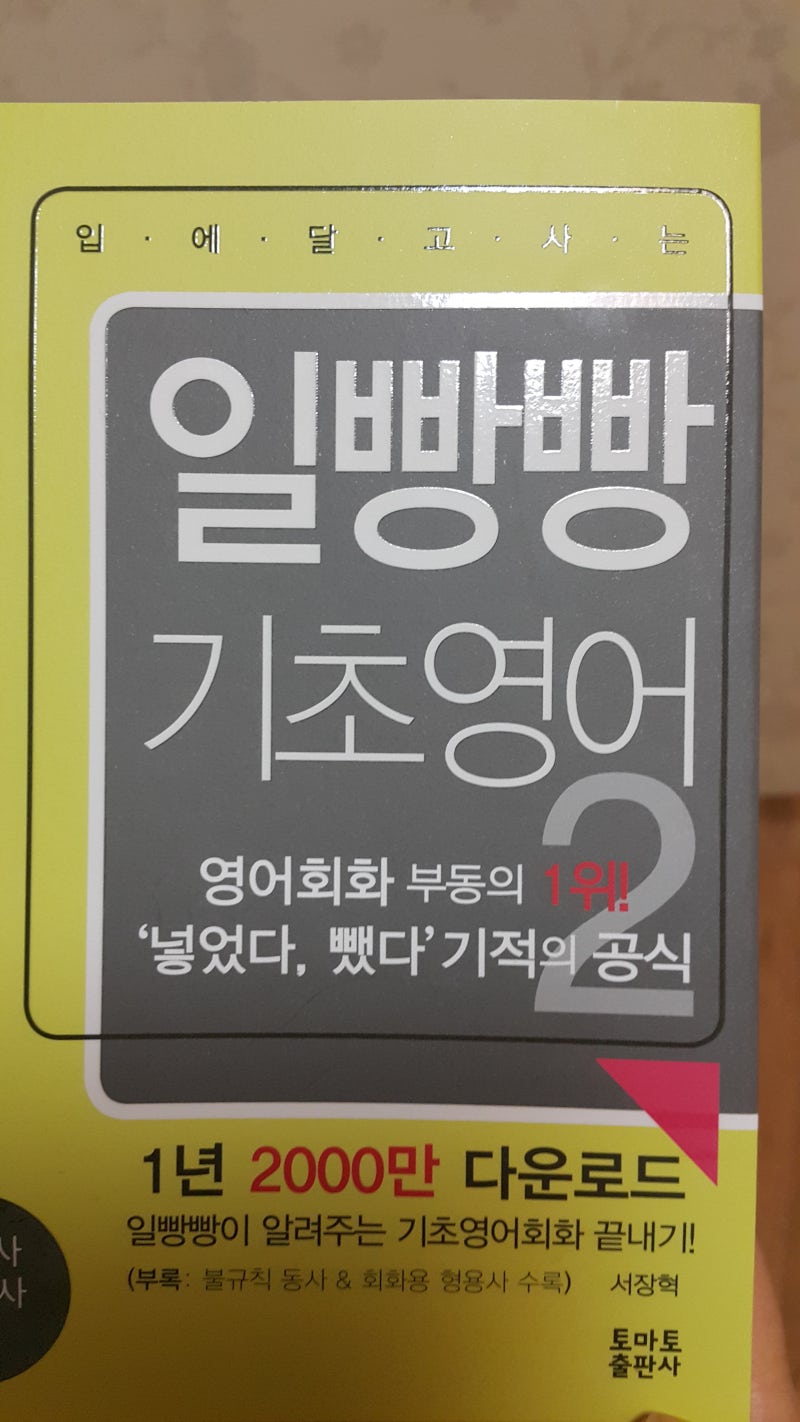 입·에·달·고·사·는
일빵빵
기초영어
2
영어회화 부동의 1위!
‘넣었다, 뺐다’ 기적의 공식
1년 2000만 다운로드
일빵빵이 알려주는 기초영어회화 끝내기!
(부록: 불규칙 동사 & 회화용 형용사 수록) 서장혁
사
사
토마토
출판사